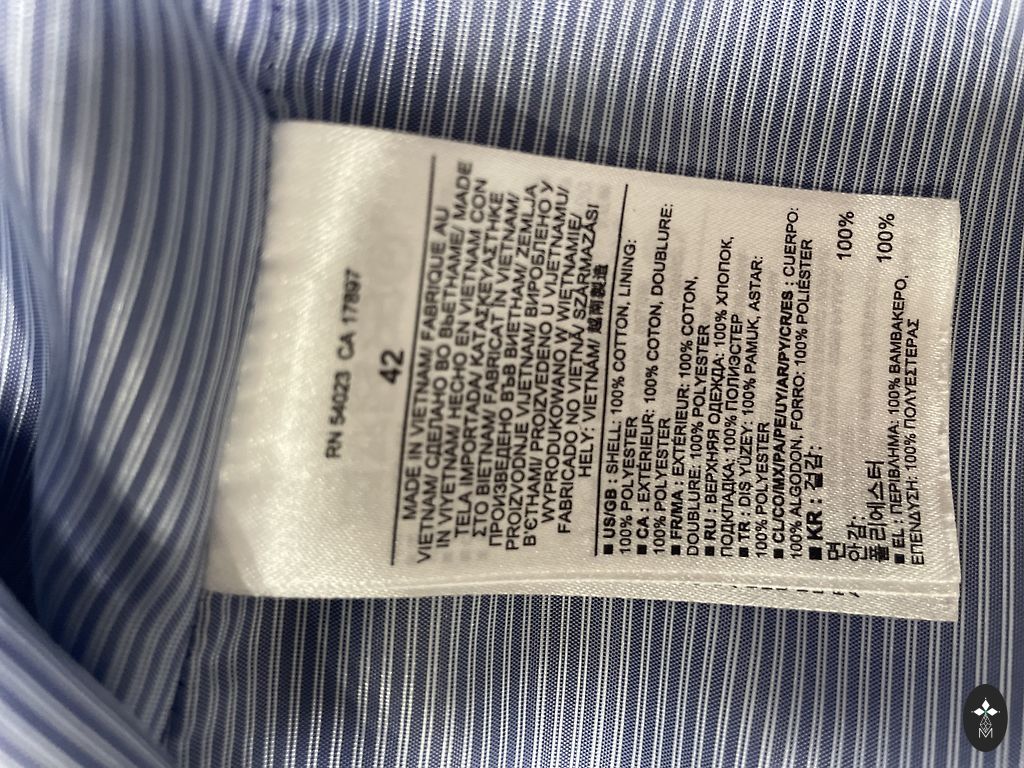 RN 54023 CA 17897
42
MADE IN VIETNAM/ FABRIQUE AU
VIETNAM/ СДЕЛАНО ВО ВЬЕТНАМЕ/ MADE
IN VIYETNAM/ HECHO EN VIETNAM CON
TELA IMPORTADA/ ΚΑΤΑΣΚΕΥΑΣΤΗΚΕ
ΣΤΟ ΒΙΕΤΝΑΜ/ FABRICAT ÎN VIETNAM/
ПРОИЗВЕДЕНО ВЪВ ВИЕТНАМ/ ZEMLJA
PROIZVODNJE VIJETNAM/ ВИРОБЛЕНО У
В'ЄТНАМІ/ PROIZVEDENO U VIJETNAMU/
WYPRODUKOWANO W WIETNAMIE/
FABRICADO NO VIETNÃ/ SZÁRMAZÁSI
HELY: VIETNAM/ 越南製造
■ US/GB : SHELL: 100% COTTON, LINING:
100% POLYESTER
■ CA : EXTÉRIEUR: 100% COTON, DOUBLURE:
100% POLYESTER
■ FR/MA : EXTÉRIEUR: 100% COTON,
DOUBLURE: 100% POLYESTER
■ RU : ВЕРХНЯЯ ОДЕЖДА: 100% ХЛОПОК,
ПОДКЛАДКА: 100% ПОЛИЭСТЕР
■ TR : DIŞ YÜZEY: 100% PAMUK, ASTAR:
100% POLYESTER
■ CL/CO/MX/PA/PE/UY/AR/PY/CR/ES : CUERPO:
100% ALGODÓN, FORRO: 100% POLIÉSTER
■ KR : 겉감:
면 100%
안감:
폴리에스터 100%
■ EL : ΠΕΡΙΒΛΗΜΑ: 100% ΒΑΜΒΑΚΕΡΟ,
ΕΠΕΝΔΥΣΗ: 100% ΠΟΛΥΕΣΤΕΡΑΣ
M